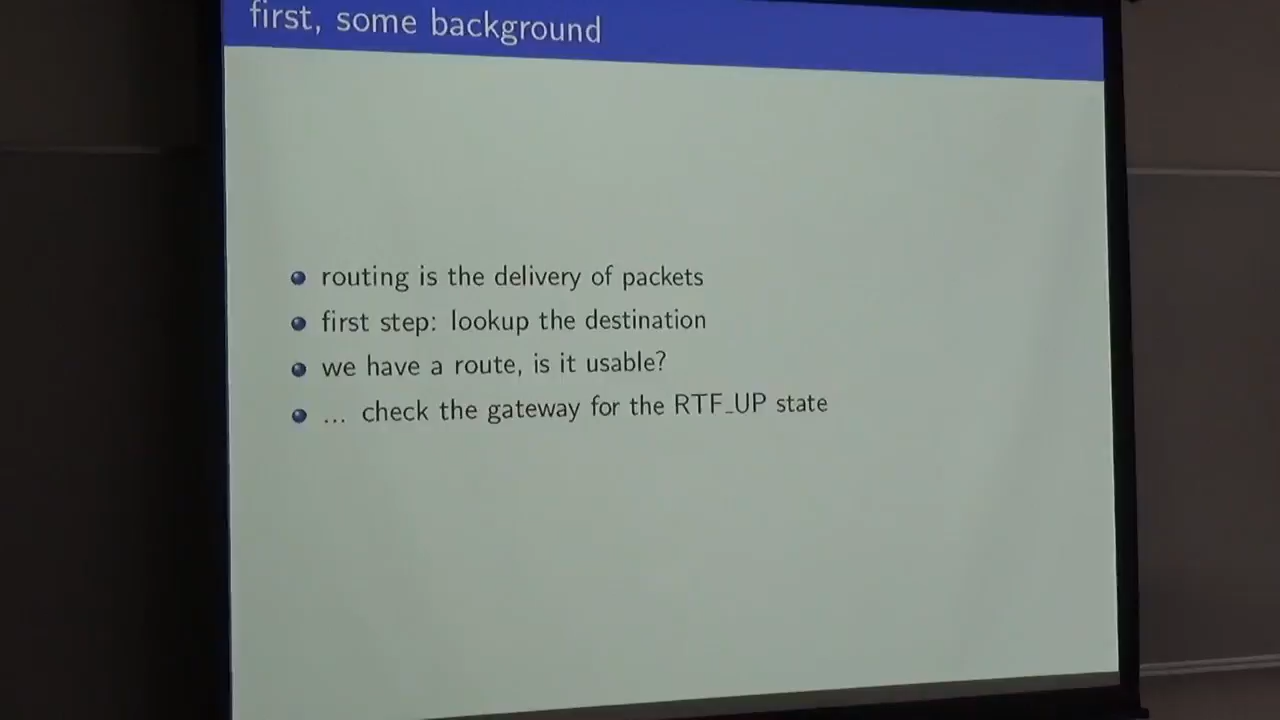 first, some background
routing is the delivery of packets
first step: lookup the destination
we have a route, is it usable?
... check the gateway for the RTF_UP state